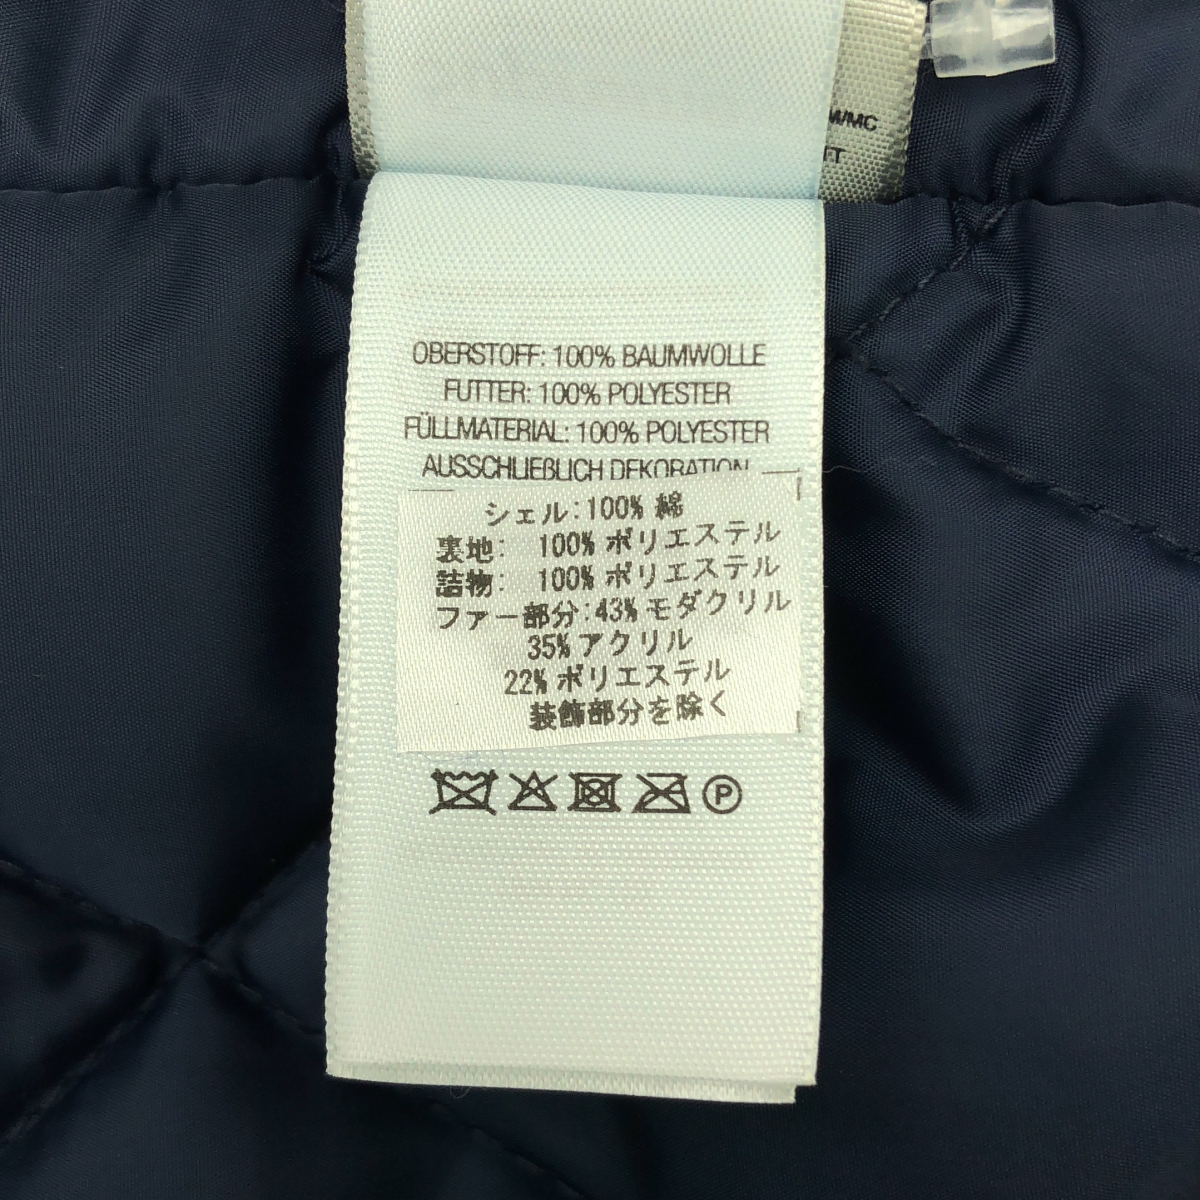 M/MC
TT
OBERSTOFF: 100% BAUMWOLLE
FUTTER: 100% POLYESTER
FÜLLMATERIAL: 100% POLYESTER
AUSSCHLIEßLICH DEKORATION
シェル:100% 綿
裏地: 100% ポリエステル
詰物: 100% ポリエステル
ファー部分:43% モダクリル
35% アクリル
22% ポリエステル
装飾部分を除く
P